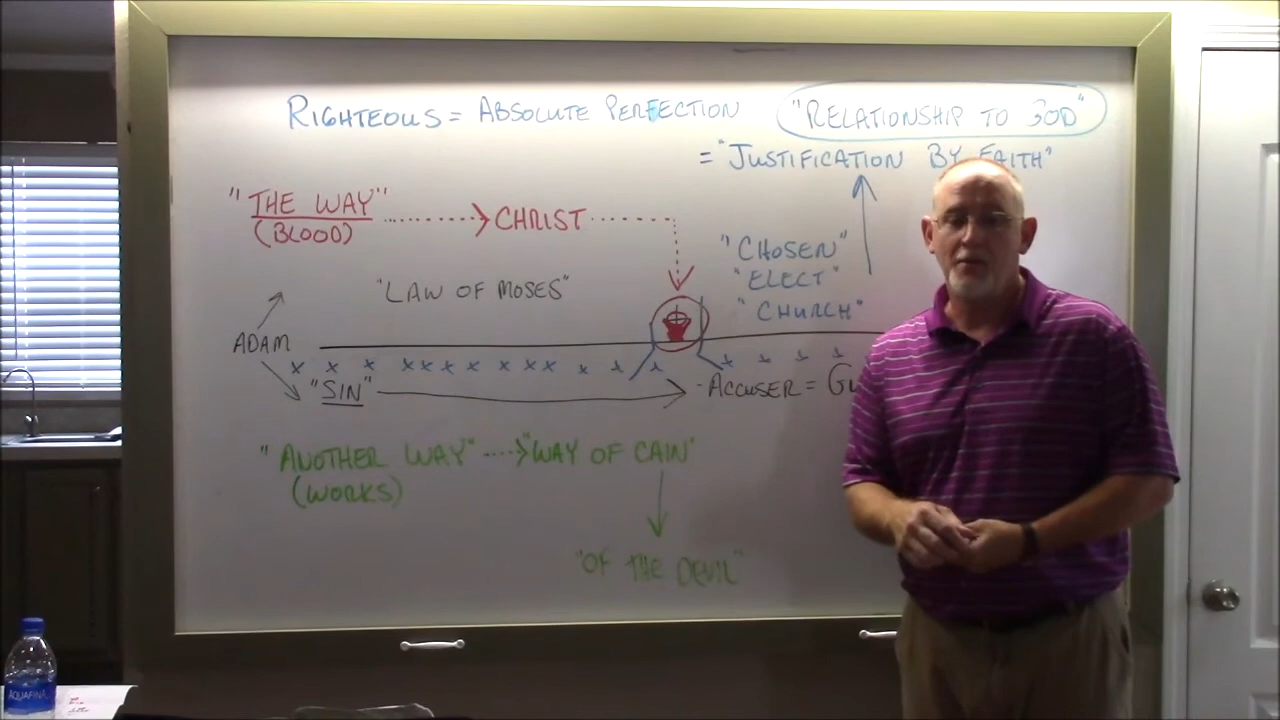 RIGHTEOUS = ABSOLUTE PERFECTION
"RELATIONSHIP TO GOD"
= "JUSTIFICATION BY FAITH"
"THE WAY" CHRIST
(BLOOD)
"CHOSEN"
"ELECT"
"CHURCH"
"LAW OF MOSES"
ADAM
"SIN"
- ACCUSER =
"ANOTHER WAY" "WAY OF CAIN"
(WORKS)
"OF THE DEVIL"
AQUAFINA